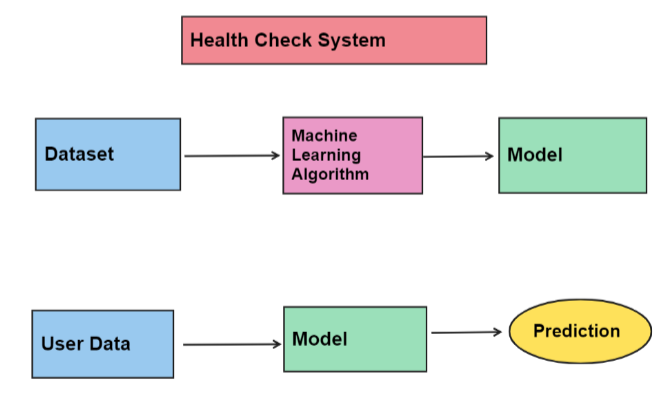 Health Check System
Dataset
Machine
Learning
Algorithm
Model
User Data
Model
Prediction